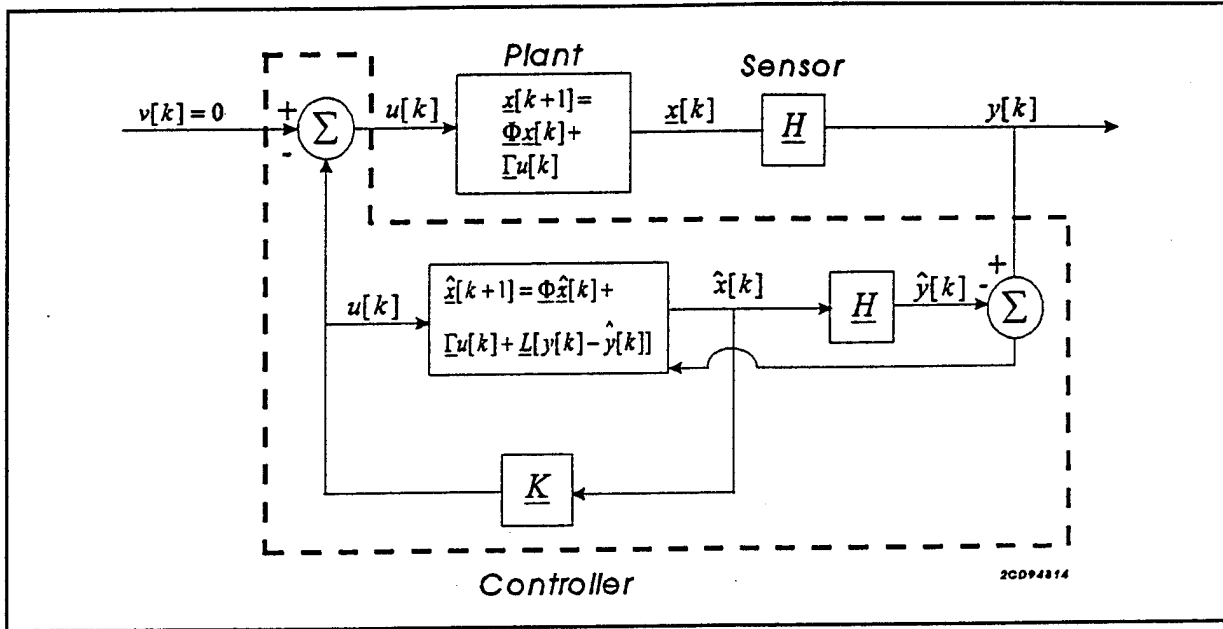 Plant
Sensor
v[k]=0
+
-
Σ
u[k]
x[k+1]=
Φx[k]+
Γu[k]
x[k]
H
y[k]
u[k]
x̂[k+1]=Φx̂[k]+
Γu[k]+L[y[k]-ŷ[k]]
x̂[k]
H
ŷ[k]
+
-
Σ
K
Controller
2CD94814